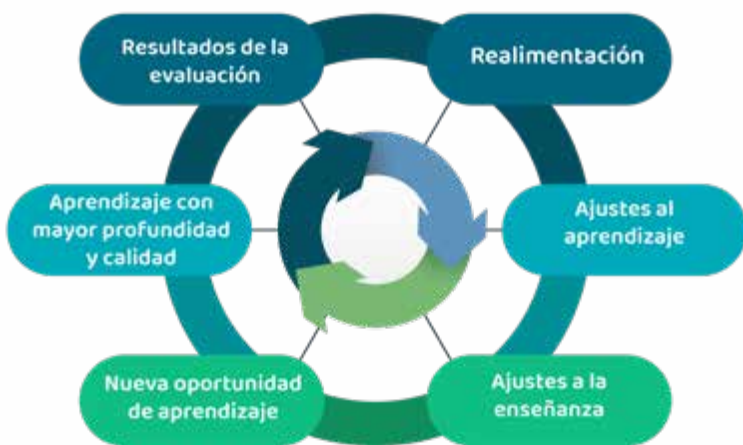 Resultados de la
evaluación
Realimentación
Aprendizaje con
mayor profundidad
y calidad
Ajustes al
aprendizaje
Nueva oportunidad
de aprendizaje
Ajustes a la
enseñanza